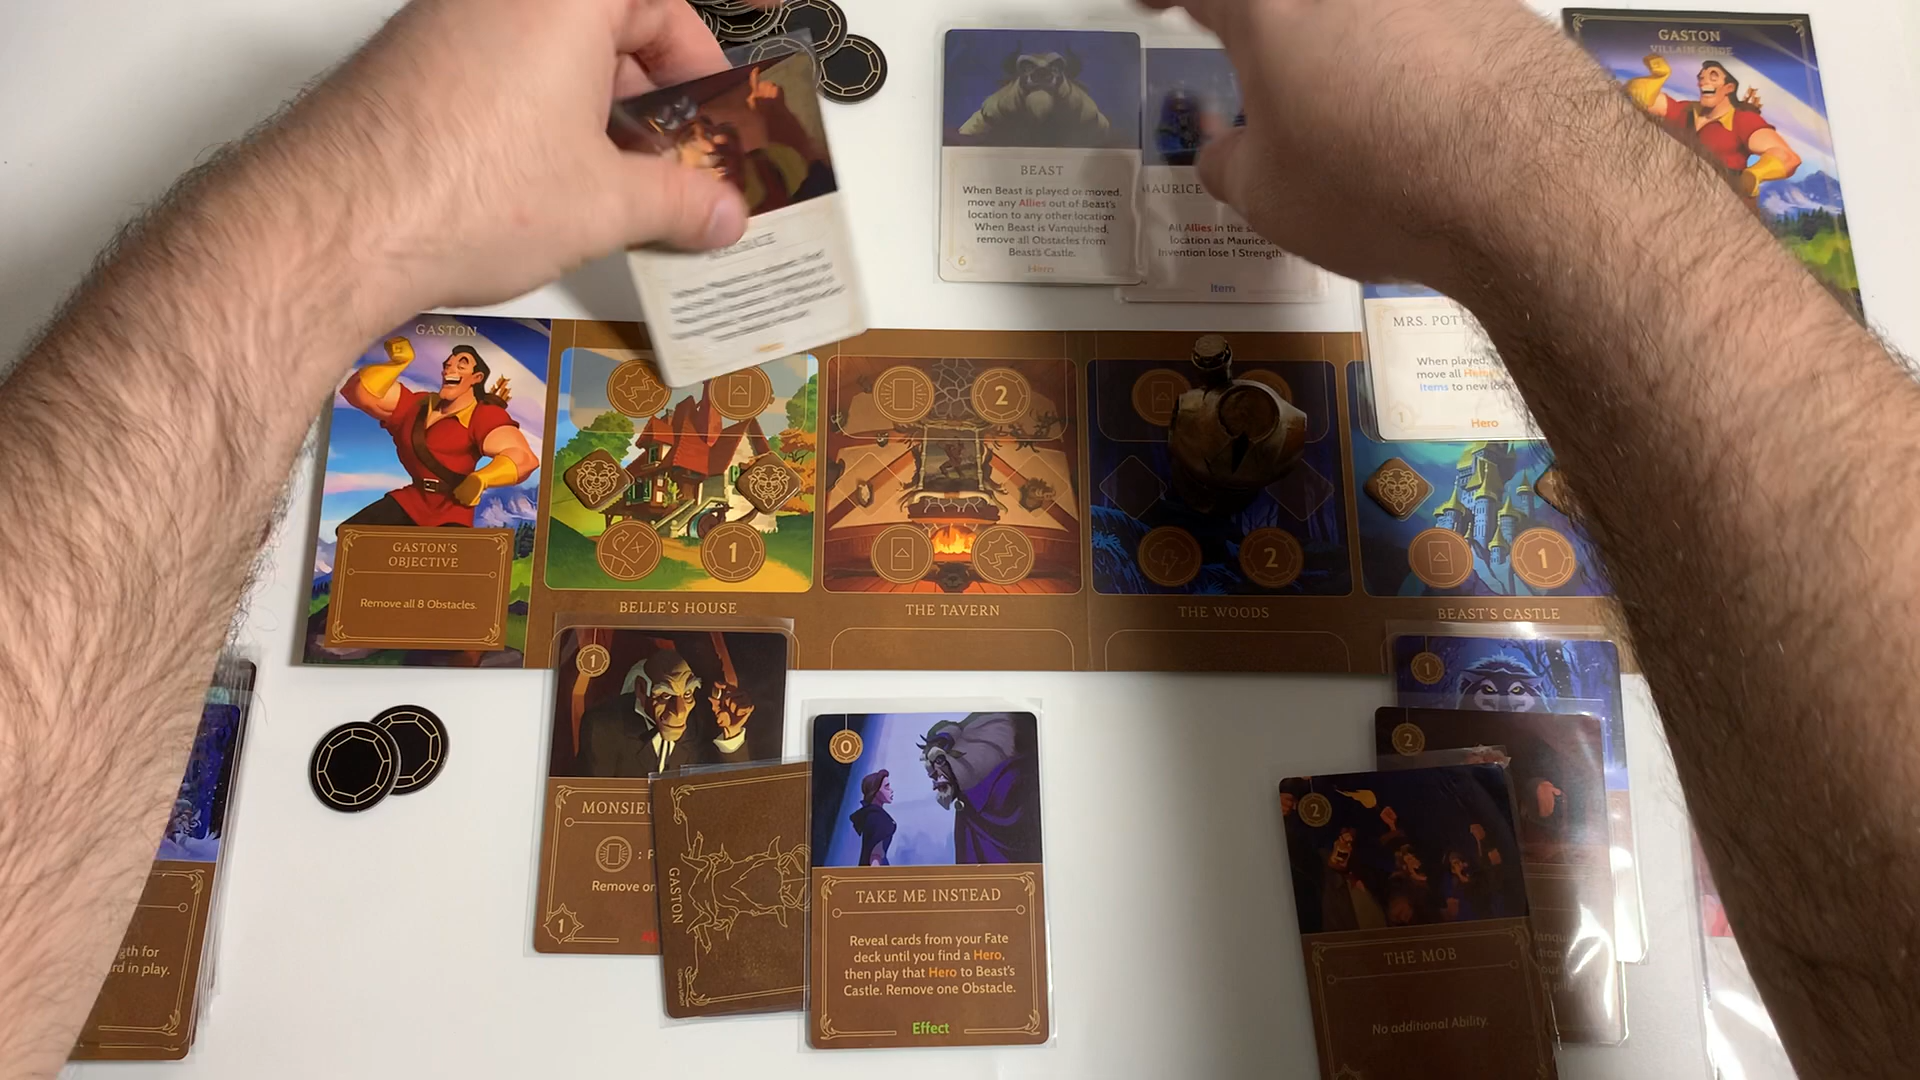 GASTON
VILLAIN GUIDE
BEAST
When Beast is played or moved,
move any Allies out of Beast's
location to any other location.
When Beast is Vanquished,
remove all Obstacles from
Beast's Castle.
6
Hero
MAURICE
All Allies in the
location as Maurice's
Invention lose 1 Strength.
Item
MRS. POTTS
When played,
move all
Items to new
1
Hero
GASTON
GASTON'S
OBJECTIVE
Remove all 8 Obstacles.
1
BELLE'S HOUSE
2
THE TAVERN
2
THE WOODS
1
BEAST'S CASTLE
1
MONSIEU
:
Remove
1
GASTON
0
TAKE ME INSTEAD
Reveal cards from your Fate
deck until you find a Hero,
then play that Hero to Beast's
Castle. Remove one Obstacle.
Effect
1
2
2
THE MOB
No additional Ability.
for
in play.